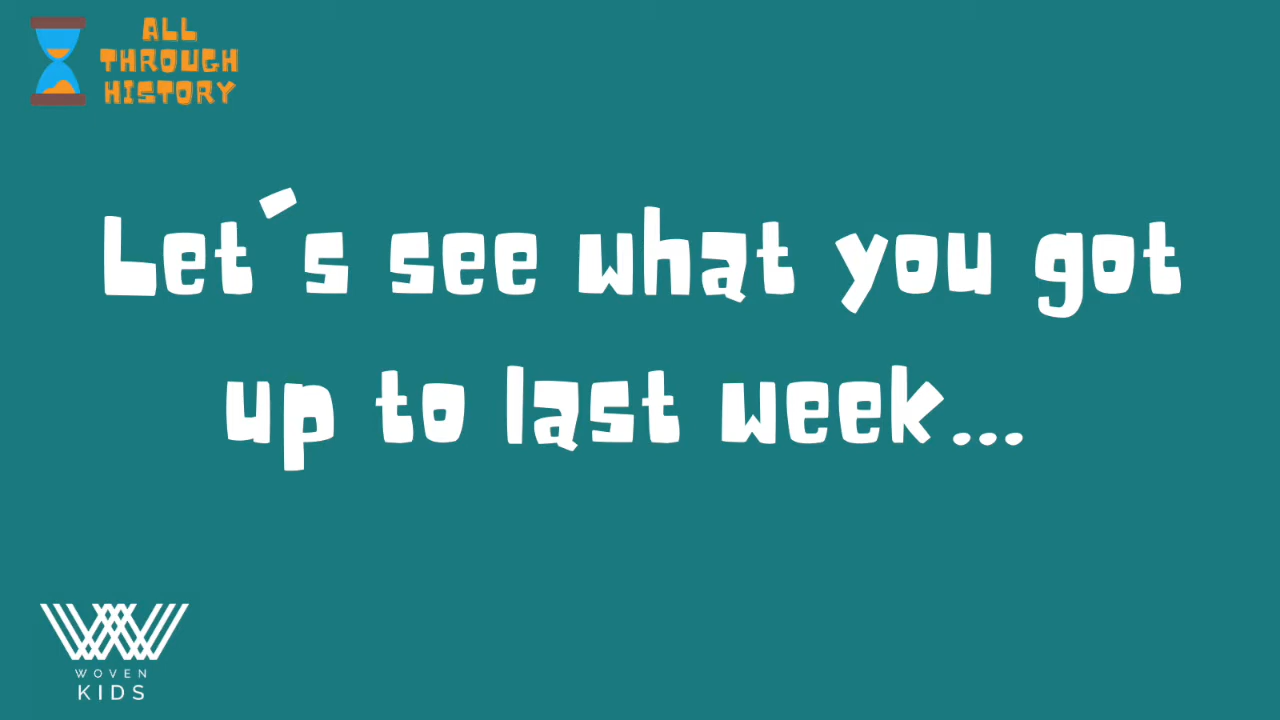 ALL
THROUGH
HISTORY
Let´s see what you got
up to last week...
WOVEN
KIDS